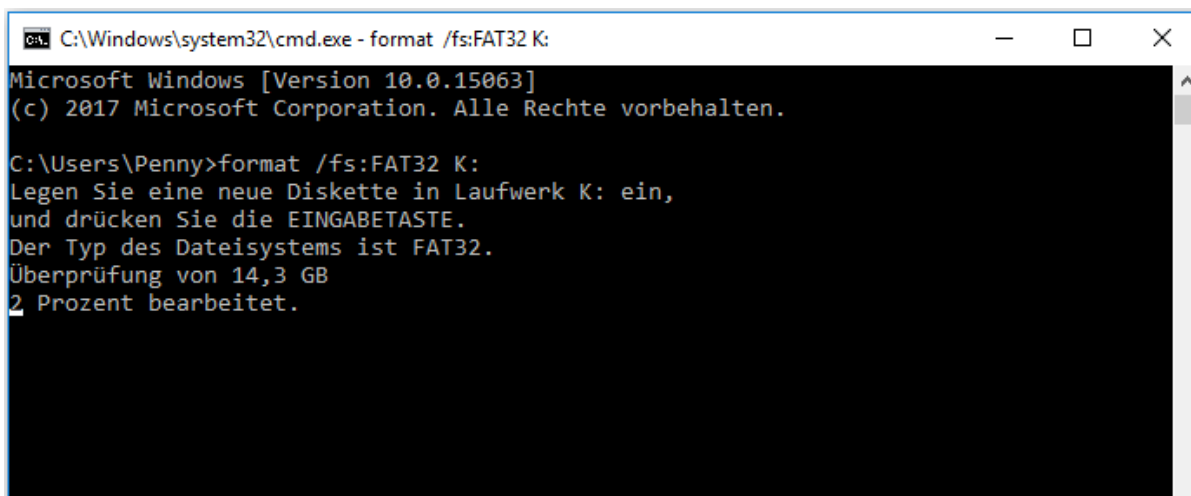 C:\Windows\system32\cmd.exe - format  /fs:FAT32 K:
Microsoft Windows [Version 10.0.15063]
(c) 2017 Microsoft Corporation. Alle Rechte vorbehalten.
C:\Users\Penny>format /fs:FAT32 K:
Legen Sie eine neue Diskette in Laufwerk K: ein,
und drücken Sie die EINGABETASTE.
Der Typ des Dateisystems ist FAT32.
Überprüfung von 14,3 GB
2 Prozent bearbeitet.